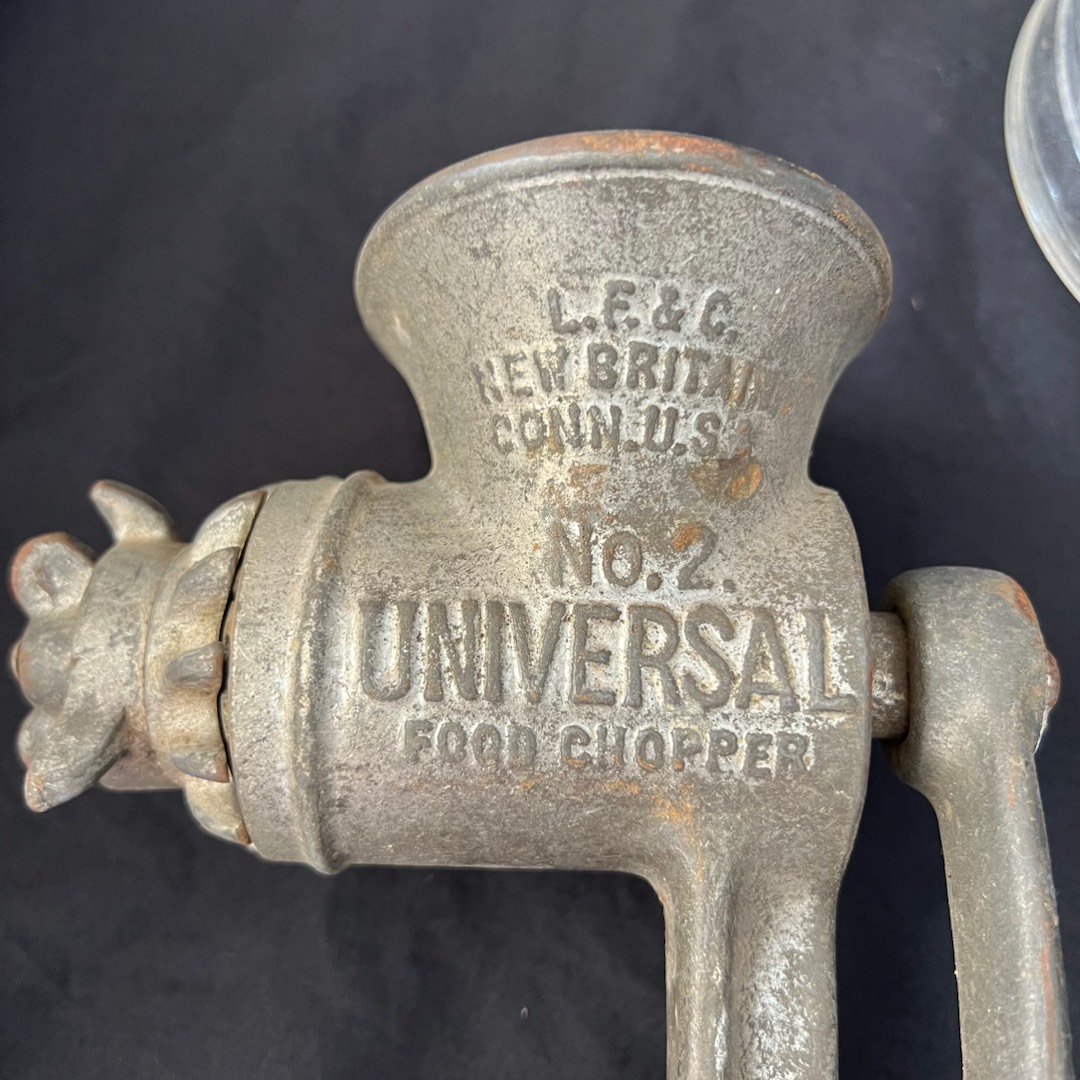 L.F. & C.
NEW BRITAIN
CONN. U.S.A.
No. 2.
UNIVERSAL
FOOD CHOPPER